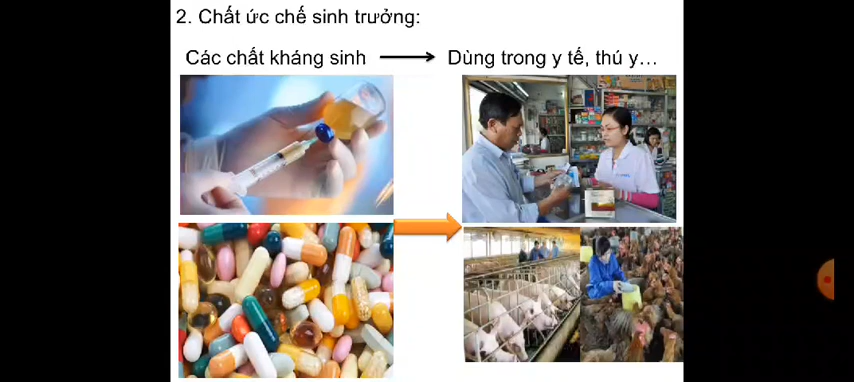 2. Chất ức chế sinh trưởng:
Các chất kháng sinh
Dùng trong y tế, thú y...